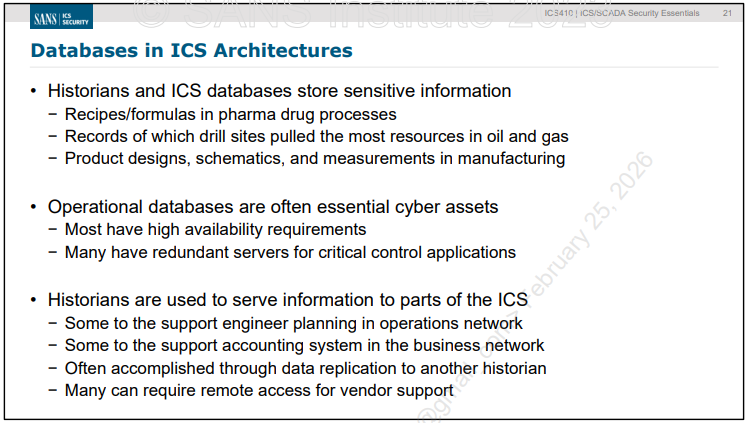 © SANS Institute 2026
SANS ICS SECURITY
ICS410 | ICS/SCADA Security Essentials 21
Databases in ICS Architectures
• Historians and ICS databases store sensitive information
− Recipes/formulas in pharma drug processes
− Records of which drill sites pulled the most resources in oil and gas
− Product designs, schematics, and measurements in manufacturing
• Operational databases are often essential cyber assets
− Most have high availability requirements
− Many have redundant servers for critical control applications
• Historians are used to serve information to parts of the ICS
− Some to the support engineer planning in operations network
− Some to the support accounting system in the business network
− Often accomplished through data replication to another historian
− Many can require remote access for vendor support
@gmail.com> February 25, 2026